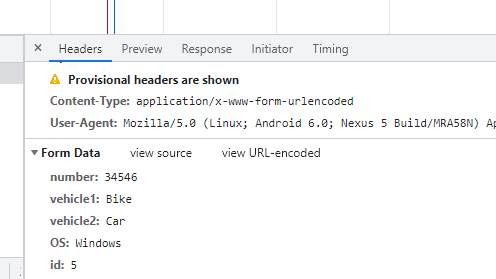 Headers Preview Response Initiator Timing
Provisional headers are shown
Content-Type: application/x-www-form-urlencoded
User-Agent: Mozilla/5.0 (Linux; Android 6.0; Nexus 5 Build/MRA58N) Ap
Form Data view source view URL-encoded
number: 34546
vehicle1: Bike
vehicle2: Car
OS: Windows
id: 5